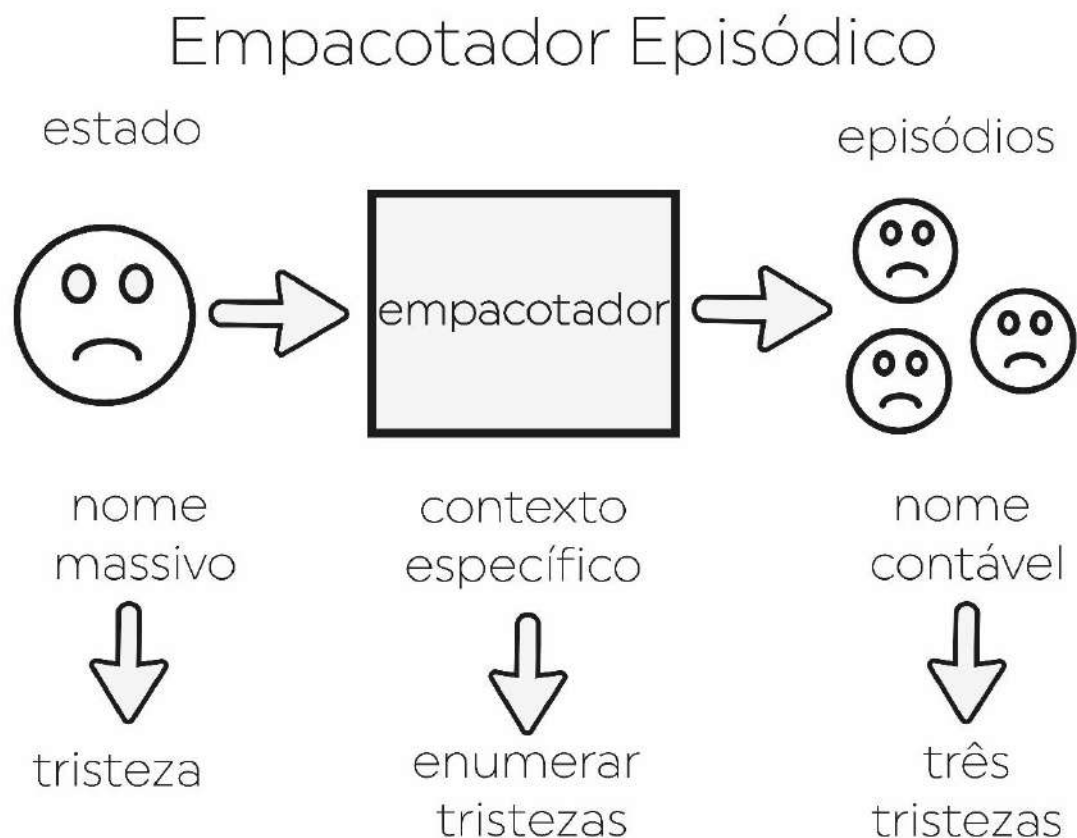 Empacotador Episódico
estado
episódios
empacotador
nome
massivo
contexto
específico
nome
contável
tristeza
enumerar
tristezas
três
tristezas